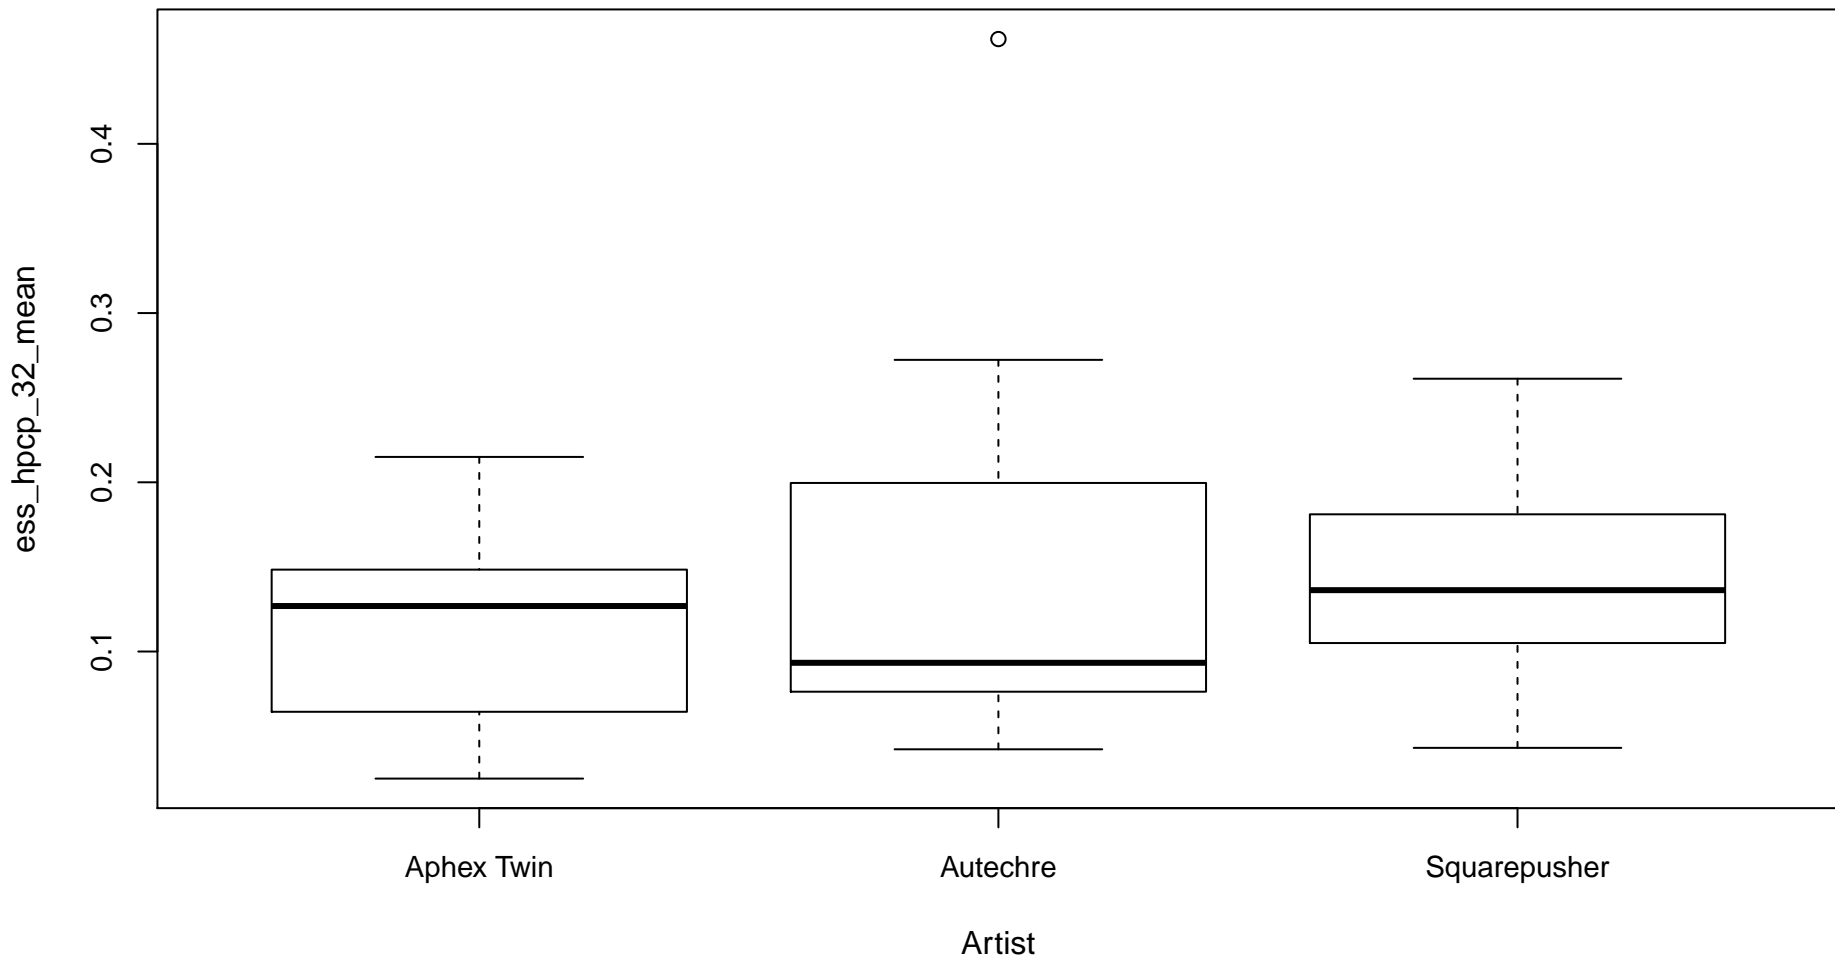 ess_hpcp_32_mean
0.4
0.3
0.2
0.1
Aphex Twin Autechre Squarepusher
Artist